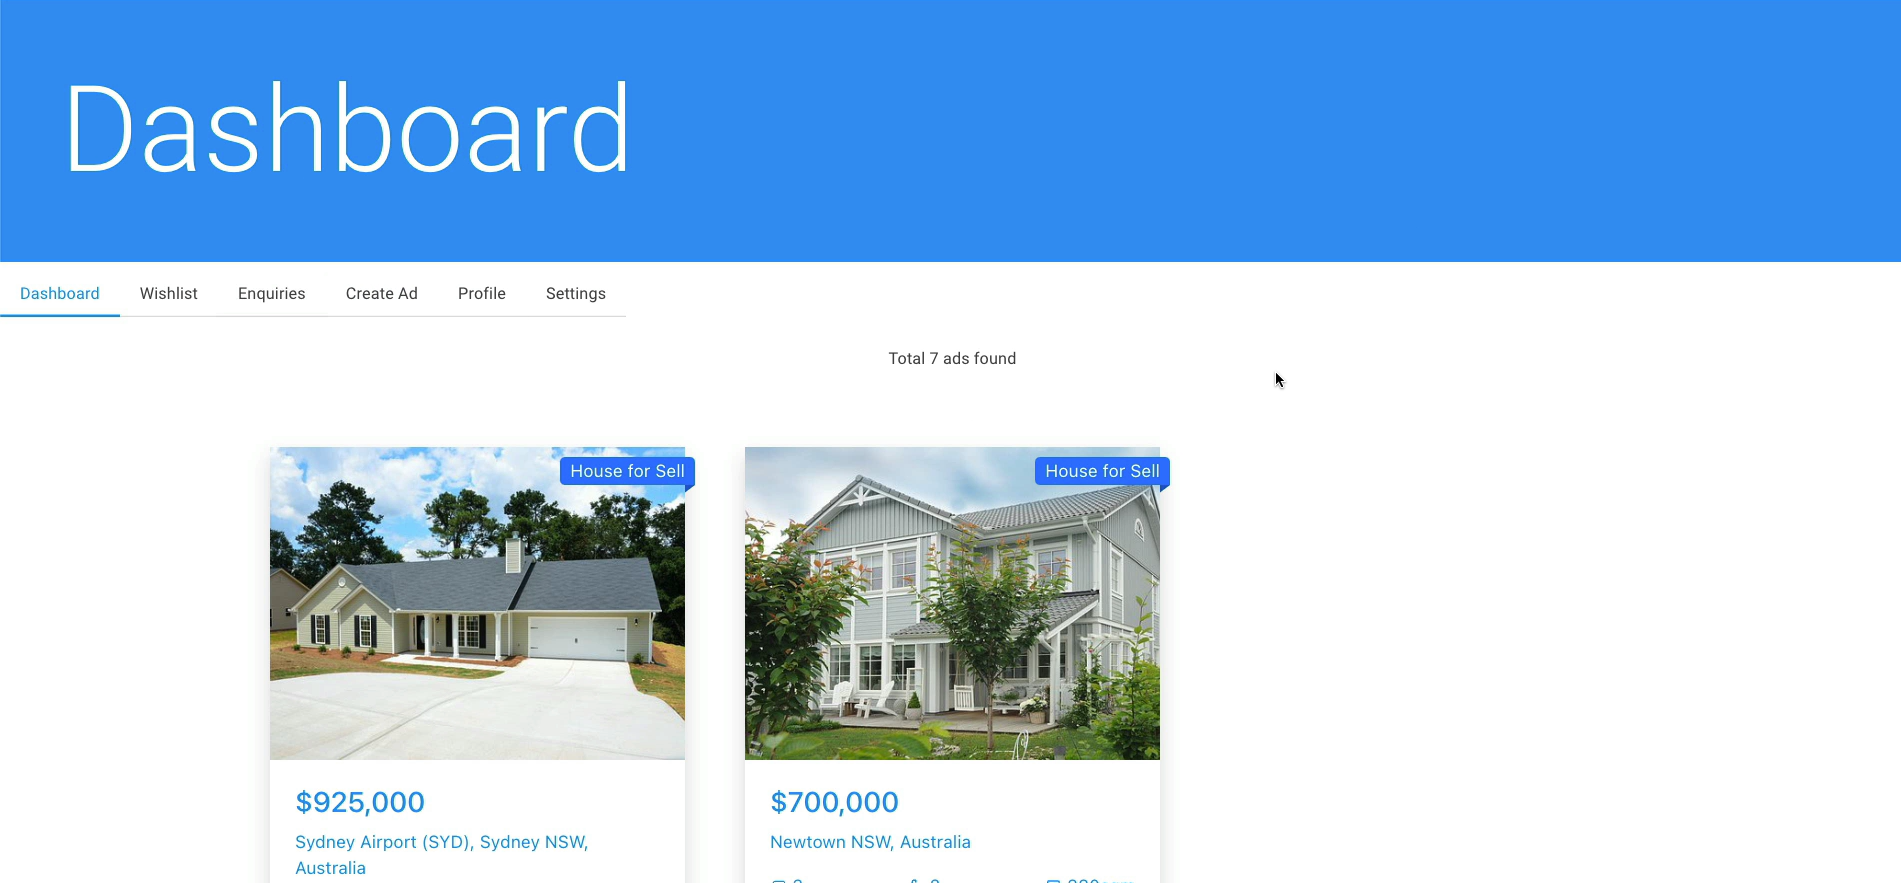 Dashboard
Dashboard Wishlist Enquiries Create Ad Profile Settings
Total 7 ads found
House for Sell
House for Sell
$925,000
Sydney Airport (SYD), Sydney NSW,
Australia
$700,000
Newtown NSW, Australia